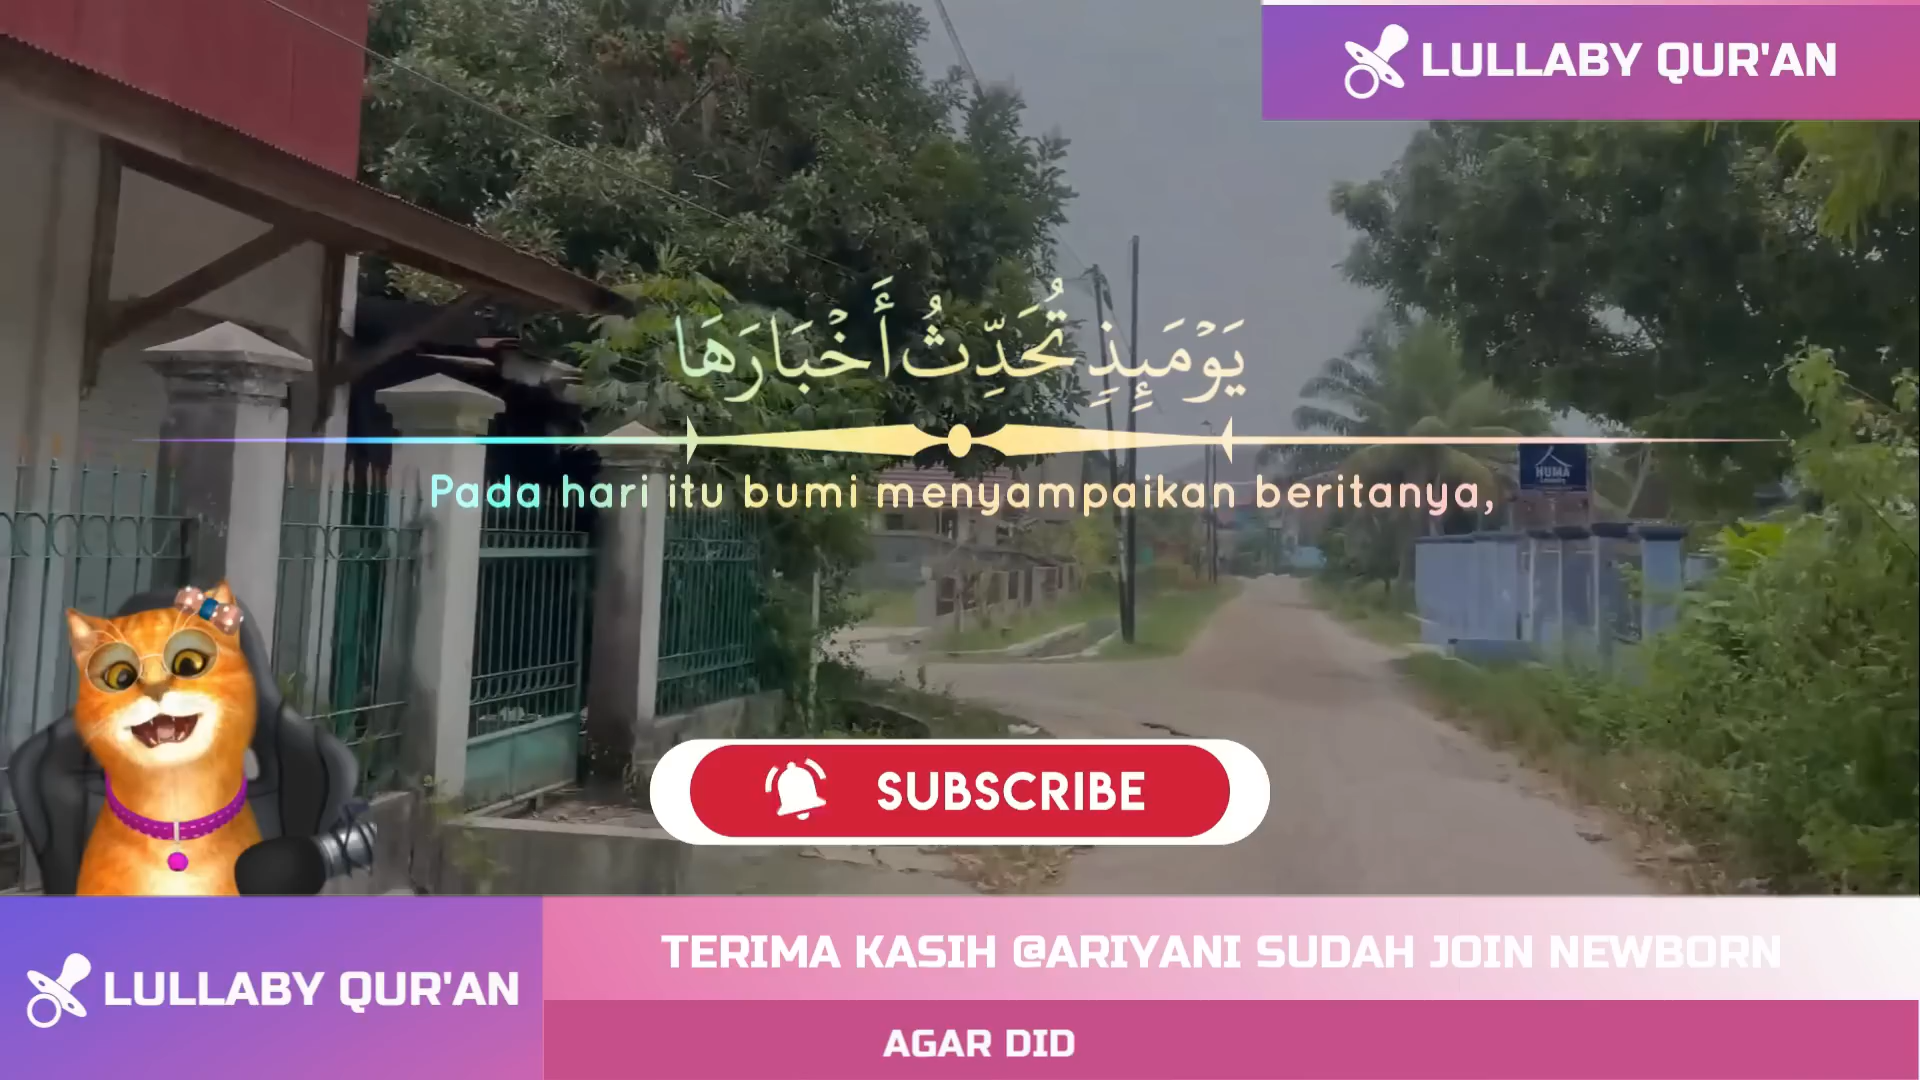 LULLABY QUR'AN
يَوْمَئِذٍ تُحَدِّثُ أَخْبَارَهَا
Pada hari itu bumi menyampaikan beritanya,
HUMA
SUBSCRIBE
LULLABY QUR'AN
TERIMA KASIH @ARIYANI SUDAH JOIN NEWBORN
AGAR DID